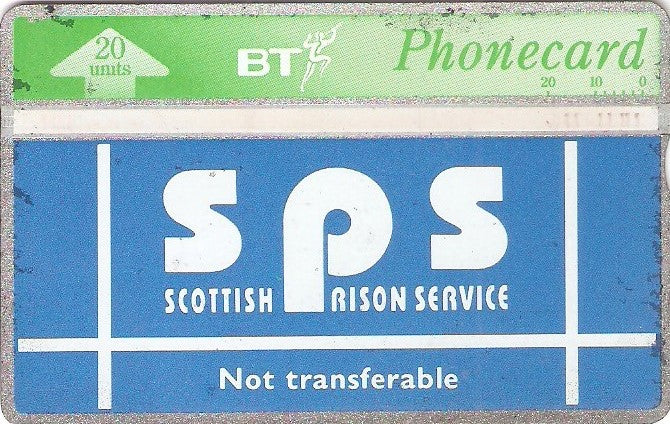 20 units
BT
Phonecard
20 10 0
SPS
SCOTTISH PRISON SERVICE
Not transferable